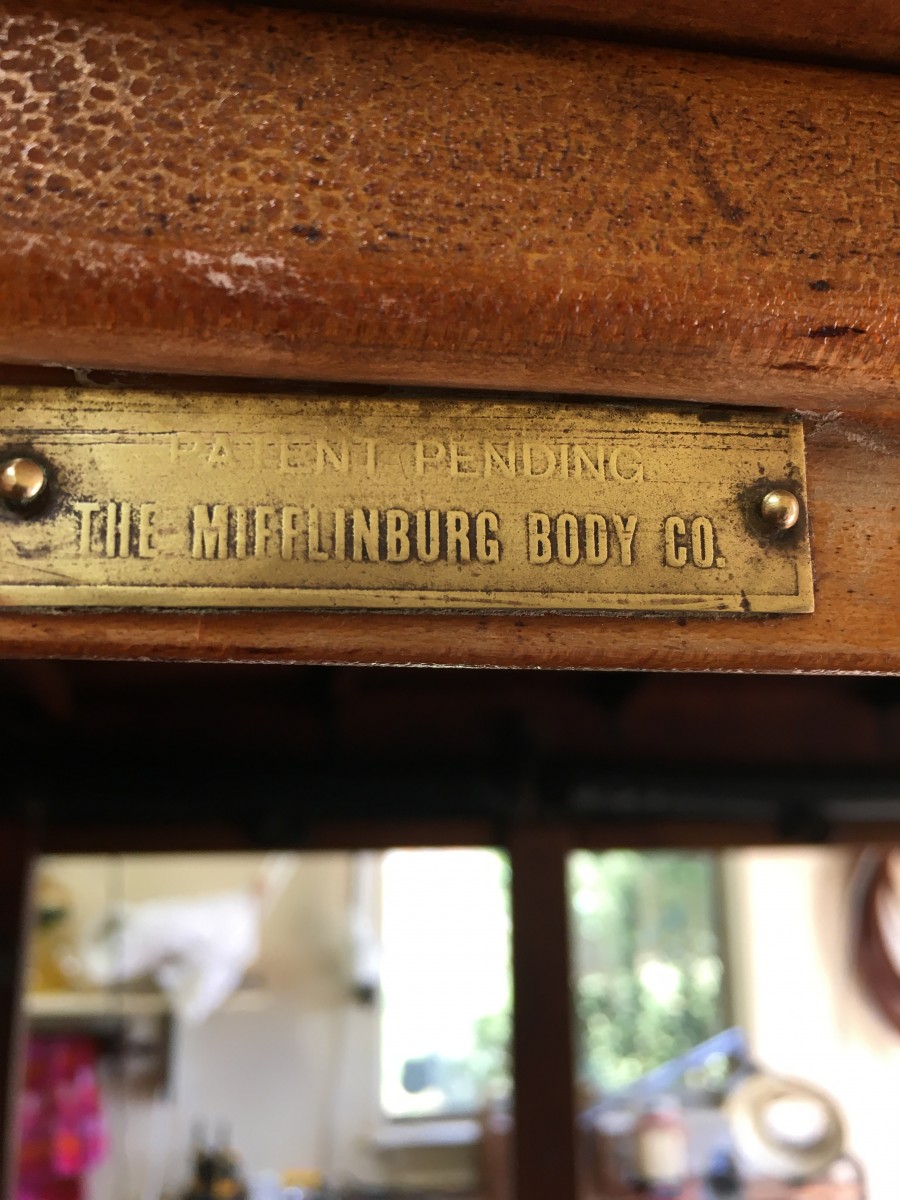 PATENT PENDING
THE MIFFLINBURG BODY CO.